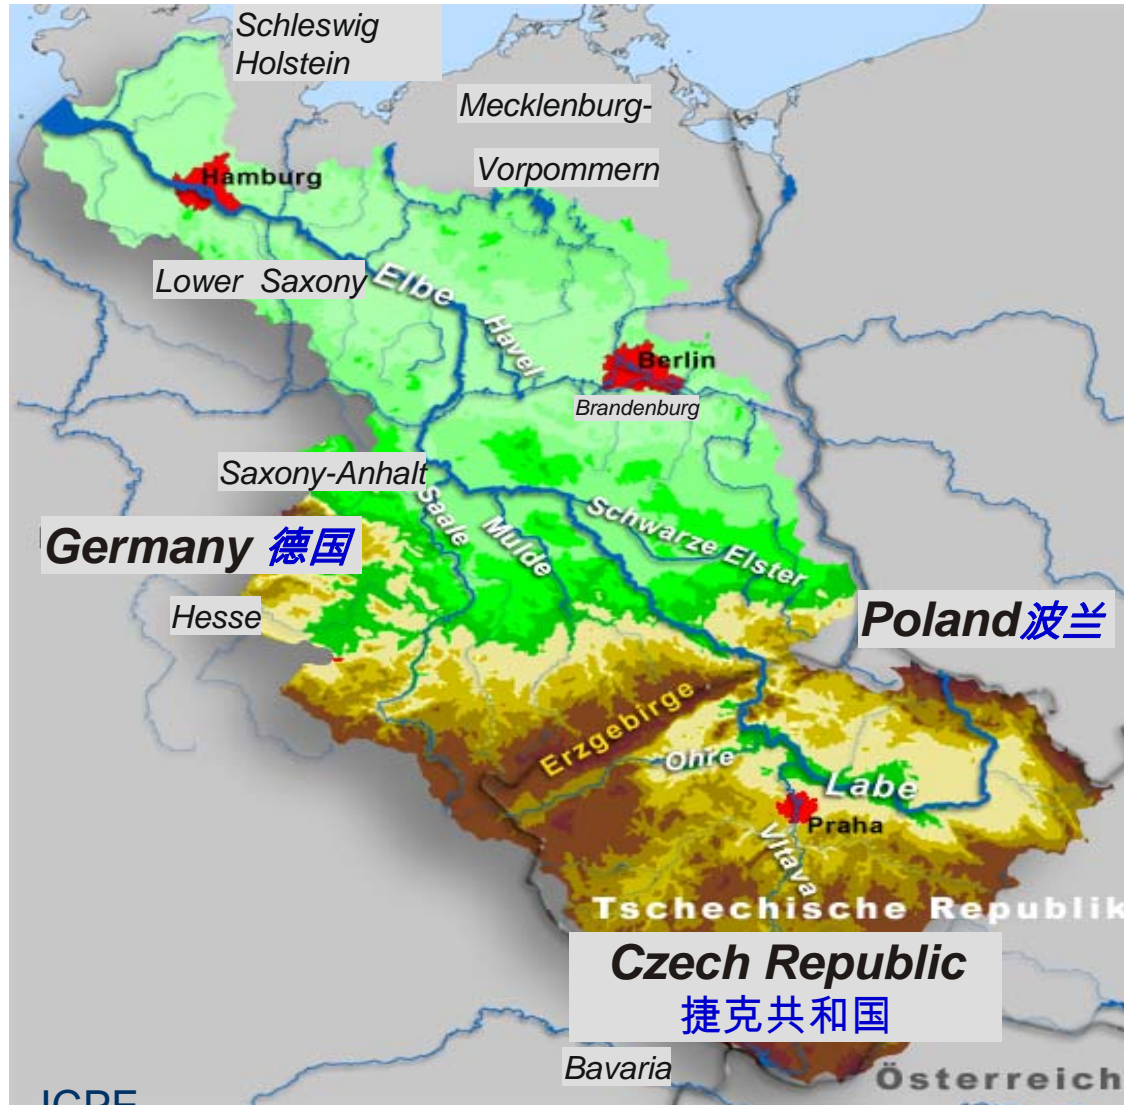 Schleswig
Holstein
Mecklenburg-
Vorpommern
Hamburg
Lower Saxony
Elbe
Havel
Berlin
Brandenburg
Saxony-Anhalt
Saale
Mulde
Schwarze Elster
Germany 德国
Hesse
Poland波兰
Erzgebirge
Ohre
Labe
Praha
Vltava
Tschechische Republik
Czech Republic
捷克共和国
Bavaria
Österreich